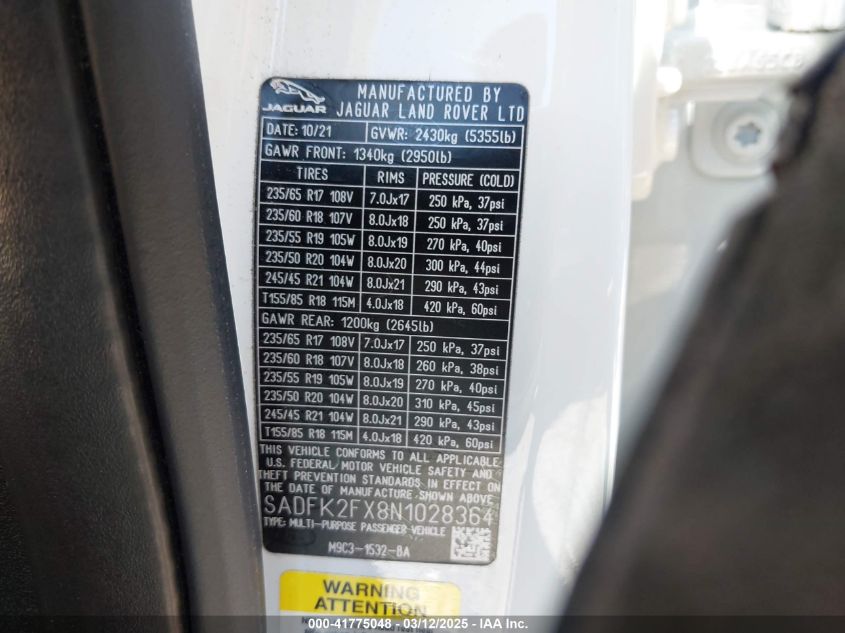 JAGUAR
MANUFACTURED BY
JAGUAR LAND ROVER LTD
DATE: 10/21 GVWR: 2430kg (5355lb)
GAWR FRONT: 1340kg (2950lb)
TIRES RIMS PRESSURE (COLD)
235/65 R17 108V 7.0Jx17 250 kPa, 37psi
235/60 R18 107V 8.0Jx18 250 kPa, 37psi
235/55 R19 105W 8.0Jx19 270 kPa, 40psi
235/50 R20 104W 8.0Jx20 300 kPa, 44psi
245/45 R21 104W 8.0Jx21 290 kPa, 43psi
T155/85 R18 115M 4.0Jx18 420 kPa, 60psi
GAWR REAR: 1200kg (2645lb)
235/65 R17 108V 7.0Jx17 250 kPa, 37psi
235/60 R18 107V 8.0Jx18 260 kPa, 38psi
235/55 R19 105W 8.0Jx19 270 kPa, 40psi
235/50 R20 104W 8.0Jx20 310 kPa, 45psi
245/45 R21 104W 8.0Jx21 290 kPa, 43psi
T155/85 R18 115M 4.0Jx18 420 kPa, 60psi
THIS VEHICLE CONFORMS TO ALL APPLICABLE
U.S. FEDERAL MOTOR VEHICLE SAFETY AND
THEFT PREVENTION STANDARDS IN EFFECT ON
THE DATE OF MANUFACTURE SHOWN ABOVE
SADFK2FX8N1028364
TYPE: MULTI-PURPOSE PASSENGER VEHICLE
M9C3-1532-BA
WARNING
ATTENTION
000-41775048 - 03/12/2025 - IAAI.COM